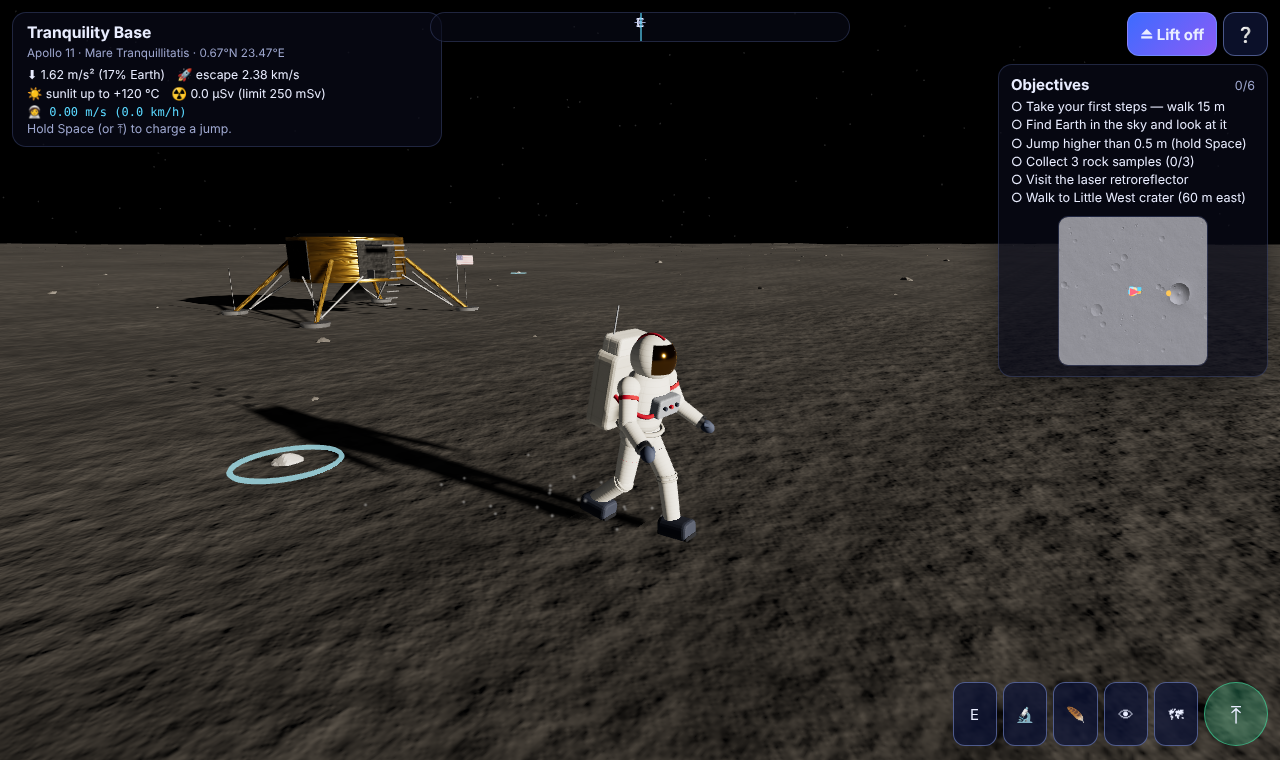 Tranquility Base
Apollo 11 · Mare Tranquillitatis · 0.67°N 23.47°E
⬇ 1.62 m/s² (17% Earth) 🚀 escape 2.38 km/s
☀️ sunlit up to +120 °C ☢️ 0.0 µSv (limit 250 mSv)
🧑‍🚀 0.00 m/s (0.0 km/h)
Hold Space (or ⤒) to charge a jump.
⏏ Lift off
?
Objectives 0/6
○ Take your first steps — walk 15 m
○ Find Earth in the sky and look at it
○ Jump higher than 0.5 m (hold Space)
○ Collect 3 rock samples (0/3)
○ Visit the laser retroreflector
○ Walk to Little West crater (60 m east)
E